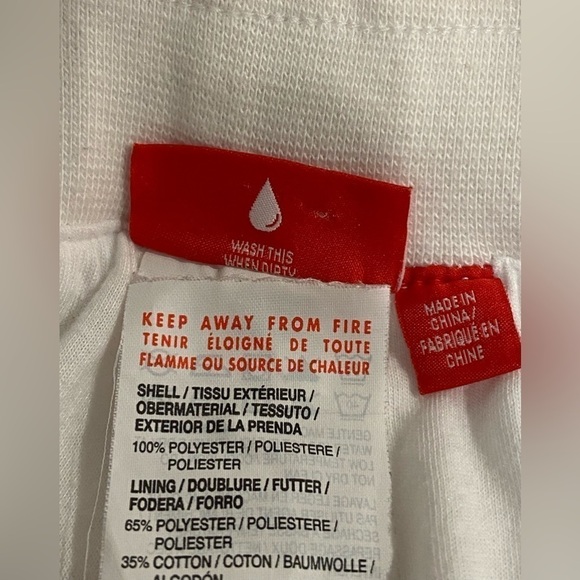 WASH THIS
WHEN DIRTY
MADE IN
CHINA/
FABRIQUÉ EN
CHINE
KEEP AWAY FROM FIRE
TENIR ÉLOIGNÉ DE TOUTE
FLAMME OU SOURCE DE CHALEUR
SHELL / TISSU EXTÉRIEUR /
OBERMATERIAL / TESSUTO /
EXTERIOR DE LA PRENDA
100% POLYESTER / POLIESTERE /
POLIESTER
LINING / DOUBLURE / FUTTER /
FODERA / FORRO
65% POLYESTER / POLIESTERE /
POLIESTER
35% COTTON / COTON / BAUMWOLLE /
ALGODÓN